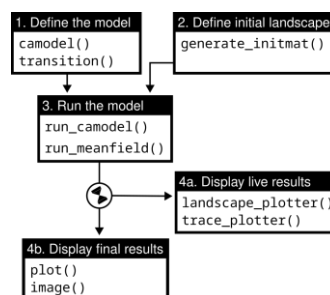 1. Define the model
camodel()
transition()
2. Define initial landscape
generate_initmat()
3. Run the model
run_camodel()
run_meanfield()
4a. Display live results
landscape_plotter()
trace_plotter()
4b. Display final results
plot()
image()